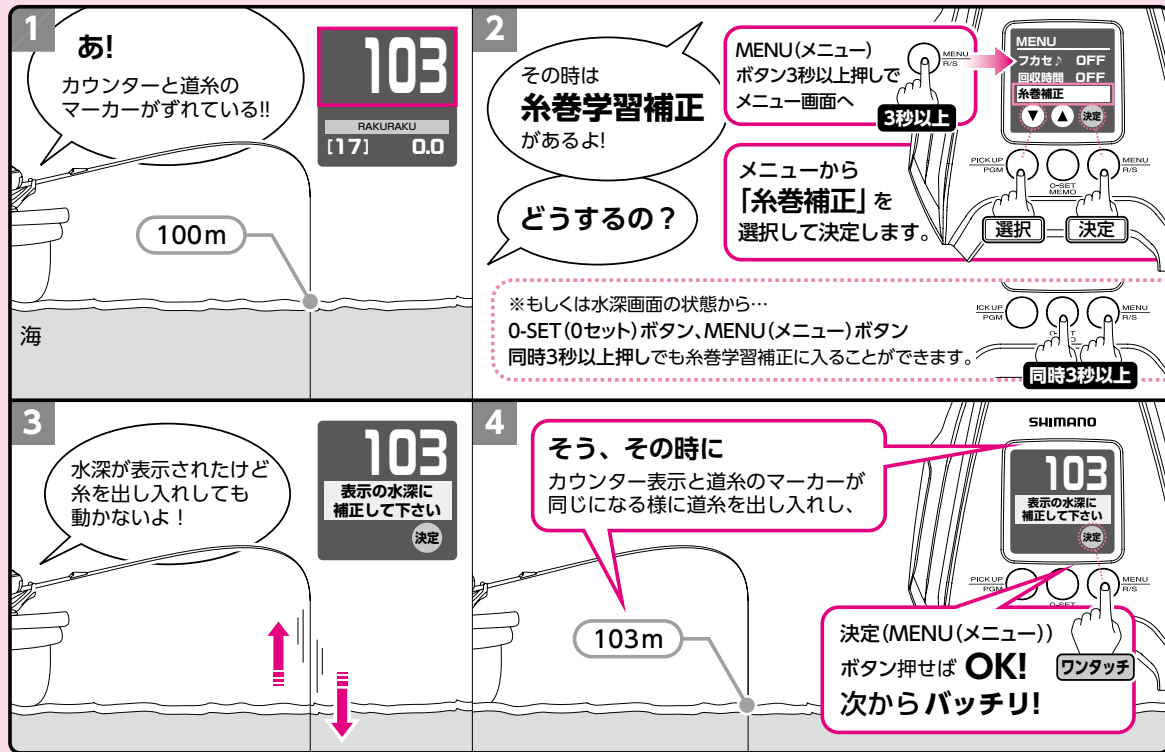 1
あ!
カウンターと道糸の
マーカーがずれている!!
103
RAKURAKU
[17] 0.0
100m
海
2
その時は
糸巻学習補正
があるよ!
どうするの?
MENU(メニュー)
ボタン3秒以上押しで
メニュー画面へ
MENU
R/S
3秒以上
MENU
フカセ♪ OFF
回収時間 OFF
糸巻補正
▼ ▲ 決定
メニューから
「糸巻補正」を
選択して決定します。
PICK UP
PGM
0-SET
MEMO
MENU
R/S
選択
決定
※もしくは水深画面の状態から…
0-SET(0セット)ボタン、MENU(メニュー)ボタン
同時3秒以上押しでも糸巻学習補正に入ることができます。
ICK UP
PGM
MENU
R/S
同時3秒以上
3
水深が表示されたけど
糸を出し入れしても
動かないよ!
103
表示の水深に
補正して下さい
決定
4
そう、その時に
カウンター表示と道糸のマーカーが
同じになる様に道糸を出し入れし、
103m
SHIMANO
103
表示の水深に
補正して下さい
決定
PICK UP
PGM
0-SET
MENU
R/S
決定(MENU(メニュー))
ボタン押せば OK!
次からバッチリ!
ワンタッチ